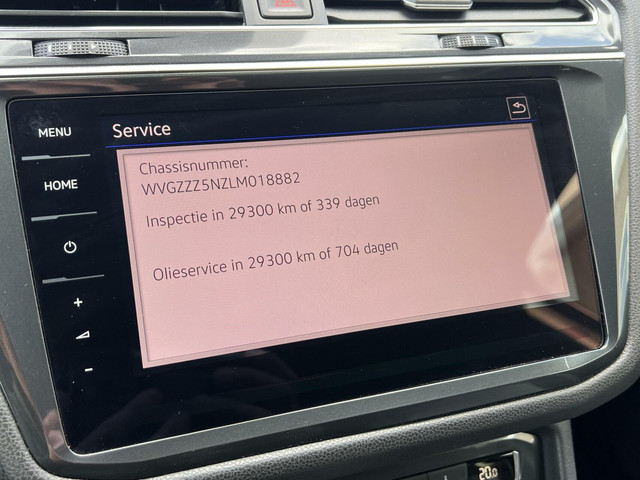 MENU
Service
HOME
Chassisnummer:
WVGZZZ5NZLM018882
Inspectie in 29300 km of 339 dagen
Olieservice in 29300 km of 704 dagen
+
-
20.0